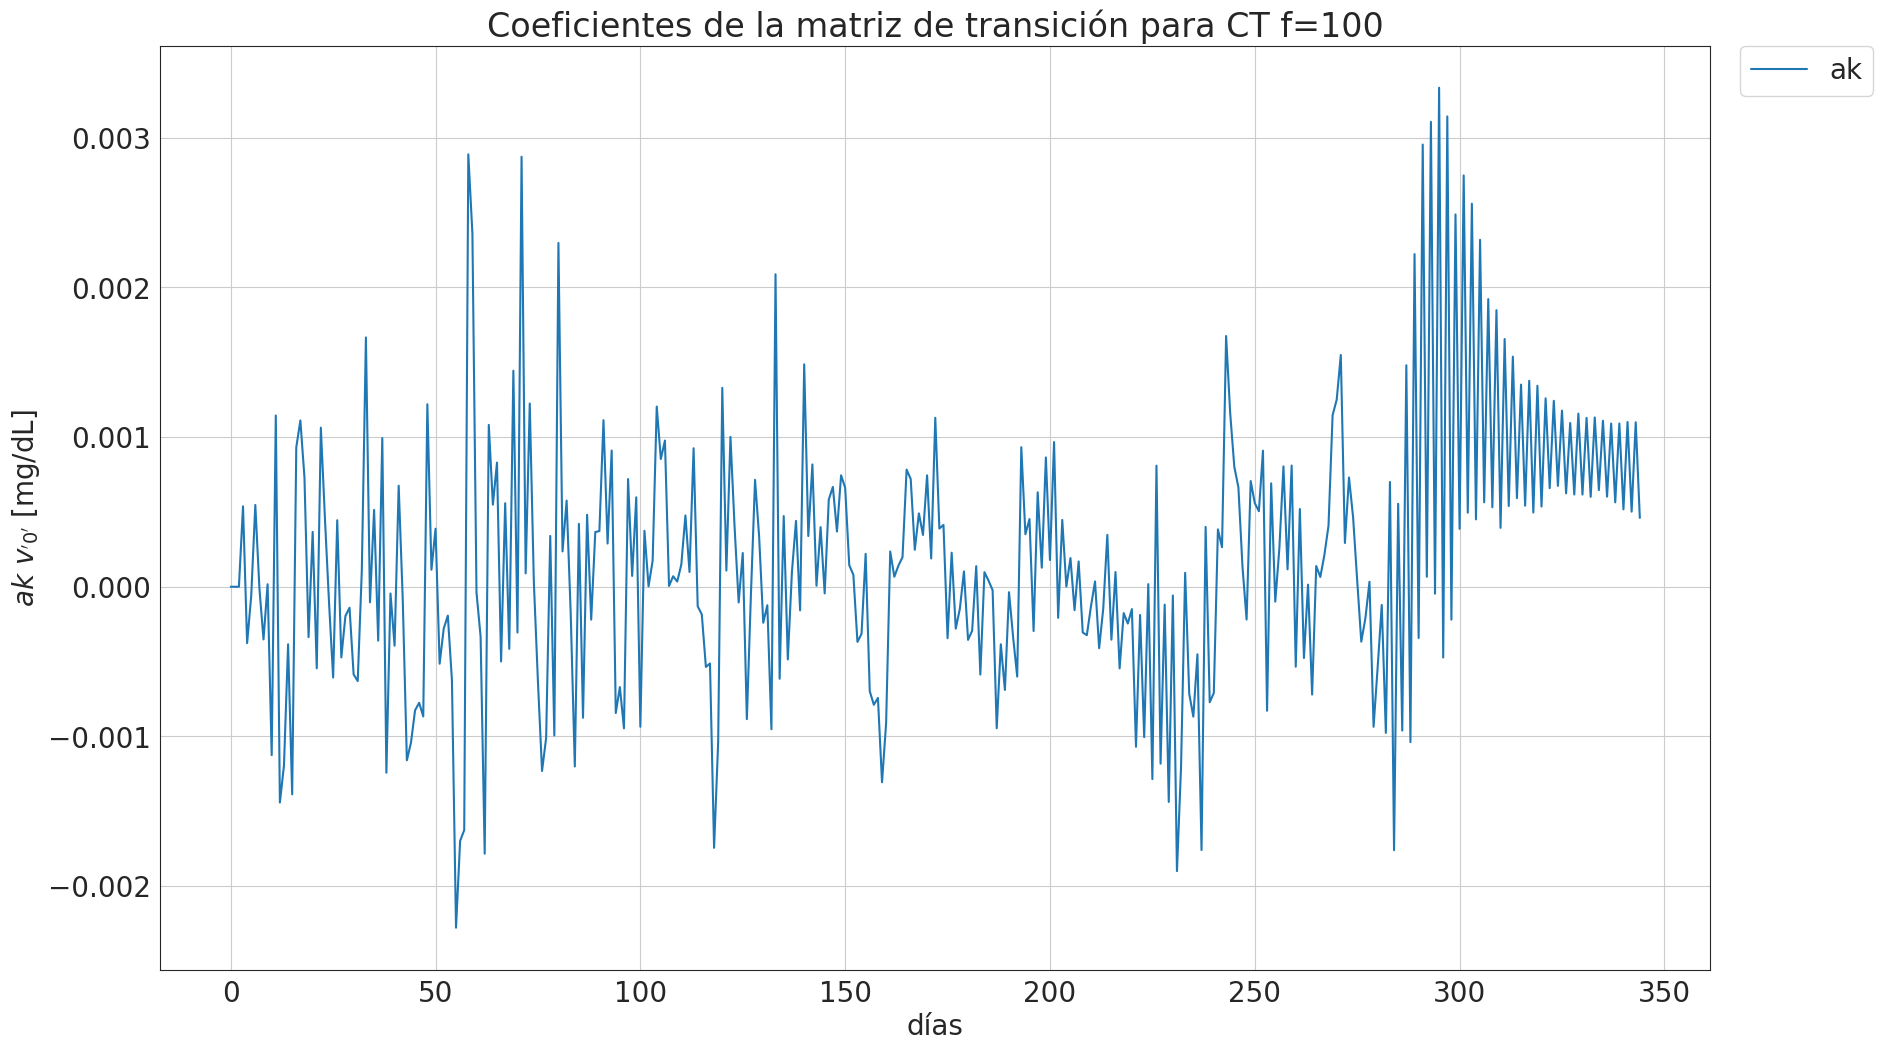 Coeficientes de la matriz de transición para CT f=100
ak
0.003
0.002
0.001
0.000
−0.001
−0.002
ak v′0′ [mg/dL]
0 50 100 150 200 250 300 350
días